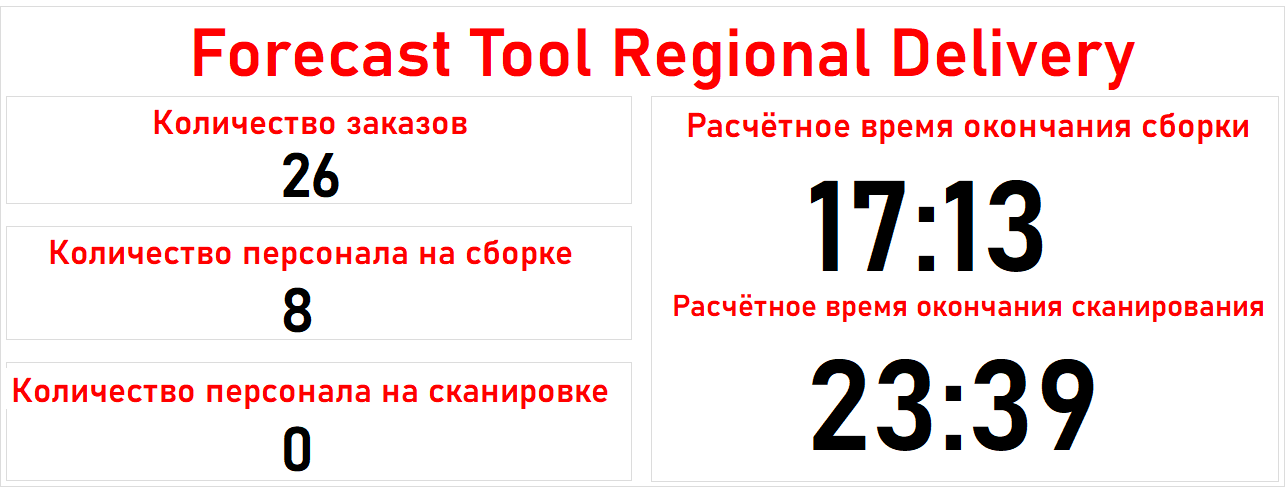 Forecast Tool Regional Delivery
Количество заказов
26
Количество персонала на сборке
8
Количество персонала на сканировке
0
Расчётное время окончания сборки
17:13
Расчётное время окончания сканирования
23:39